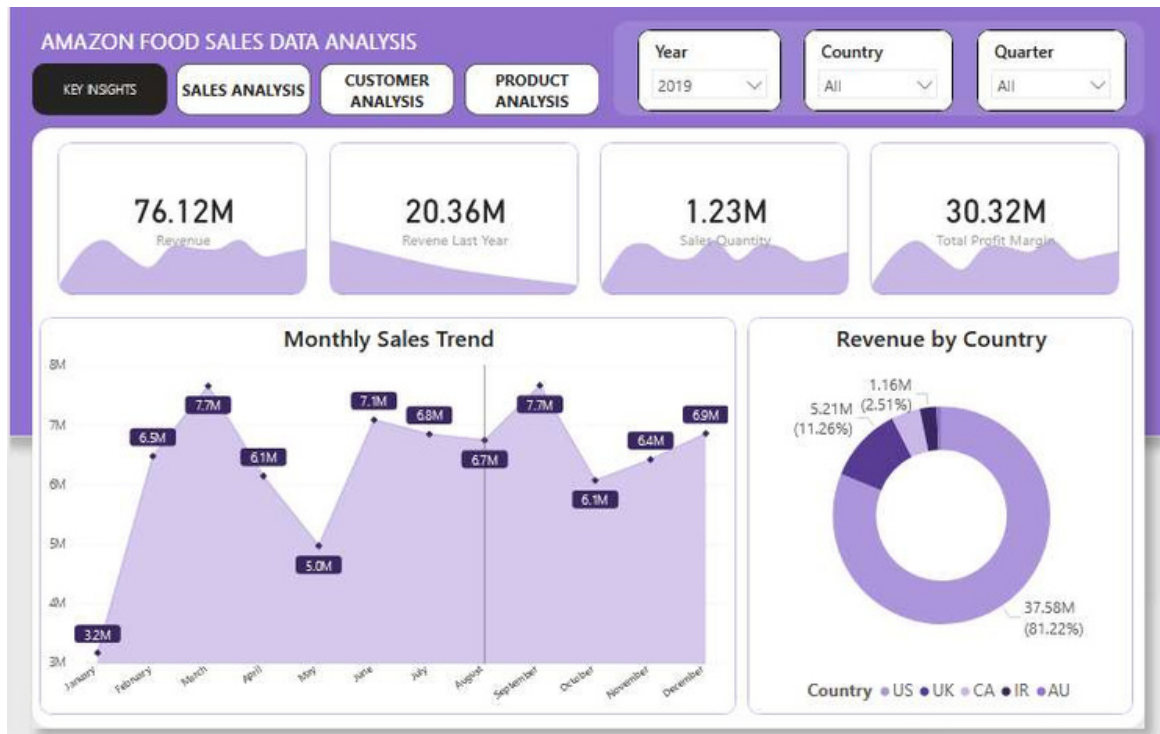 AMAZON FOOD SALES DATA ANALYSIS
KEY INSIGHTS
SALES ANALYSIS
CUSTOMER
ANALYSIS
PRODUCT
ANALYSIS
Year
2019
Country
All
Quarter
All
76.12M
Revenue
20.36M
Revene Last Year
1.23M
Sales Quantity
30.32M
Total Profit Margin
Monthly Sales Trend
8M
7M
6M
5M
4M
3M
3.2M
6.5M
7.7M
6.1M
5.0M
7.1M
6.8M
6.7M
7.7M
6.1M
6.4M
6.9M
January
February
March
April
May
June
July
August
September
October
November
December
Revenue by Country
1.16M
(2.51%)
5.21M
(11.26%)
37.58M
(81.22%)
Country US UK CA IR AU